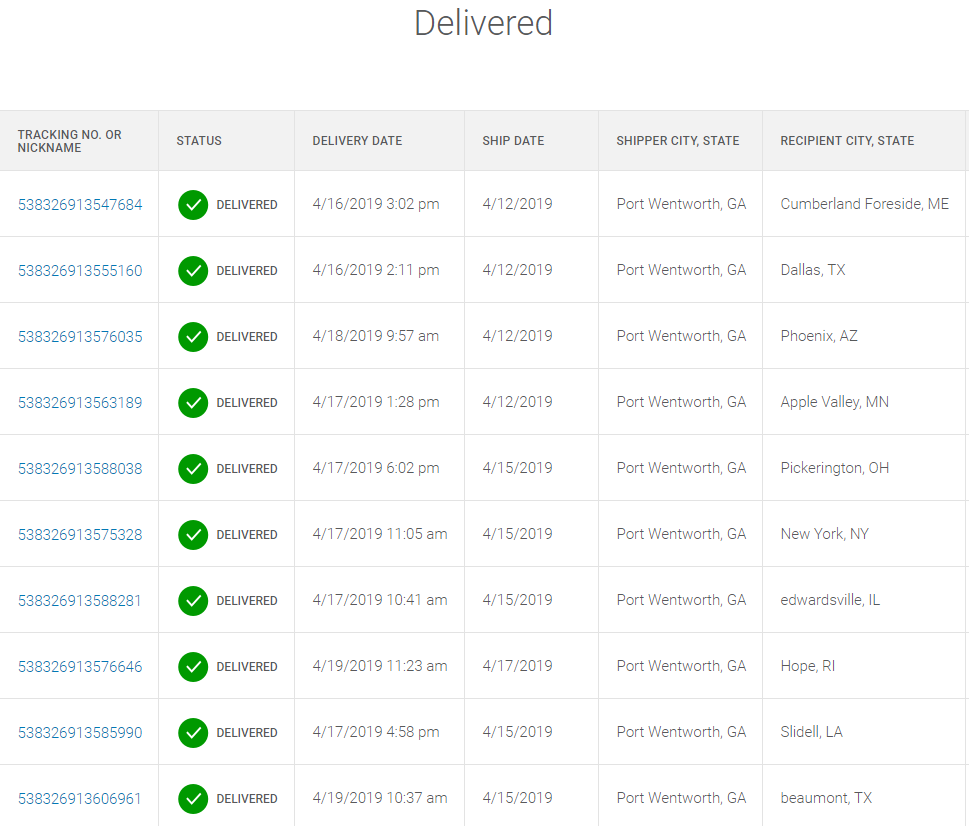 Delivered
TRACKING NO. OR NICKNAME STATUS DELIVERY DATE SHIP DATE SHIPPER CITY, STATE RECIPIENT CITY, STATE
538326913547684 DELIVERED 4/16/2019 3:02 pm 4/12/2019 Port Wentworth, GA Cumberland Foreside, ME
538326913555160 DELIVERED 4/16/2019 2:11 pm 4/12/2019 Port Wentworth, GA Dallas, TX
538326913576035 DELIVERED 4/18/2019 9:57 am 4/12/2019 Port Wentworth, GA Phoenix, AZ
538326913563189 DELIVERED 4/17/2019 1:28 pm 4/12/2019 Port Wentworth, GA Apple Valley, MN
538326913588038 DELIVERED 4/17/2019 6:02 pm 4/15/2019 Port Wentworth, GA Pickerington, OH
538326913575328 DELIVERED 4/17/2019 11:05 am 4/15/2019 Port Wentworth, GA New York, NY
538326913588281 DELIVERED 4/17/2019 10:41 am 4/15/2019 Port Wentworth, GA edwardsville, IL
538326913576646 DELIVERED 4/19/2019 11:23 am 4/17/2019 Port Wentworth, GA Hope, RI
538326913585990 DELIVERED 4/17/2019 4:58 pm 4/15/2019 Port Wentworth, GA Slidell, LA
538326913606961 DELIVERED 4/19/2019 10:37 am 4/15/2019 Port Wentworth, GA beaumont, TX